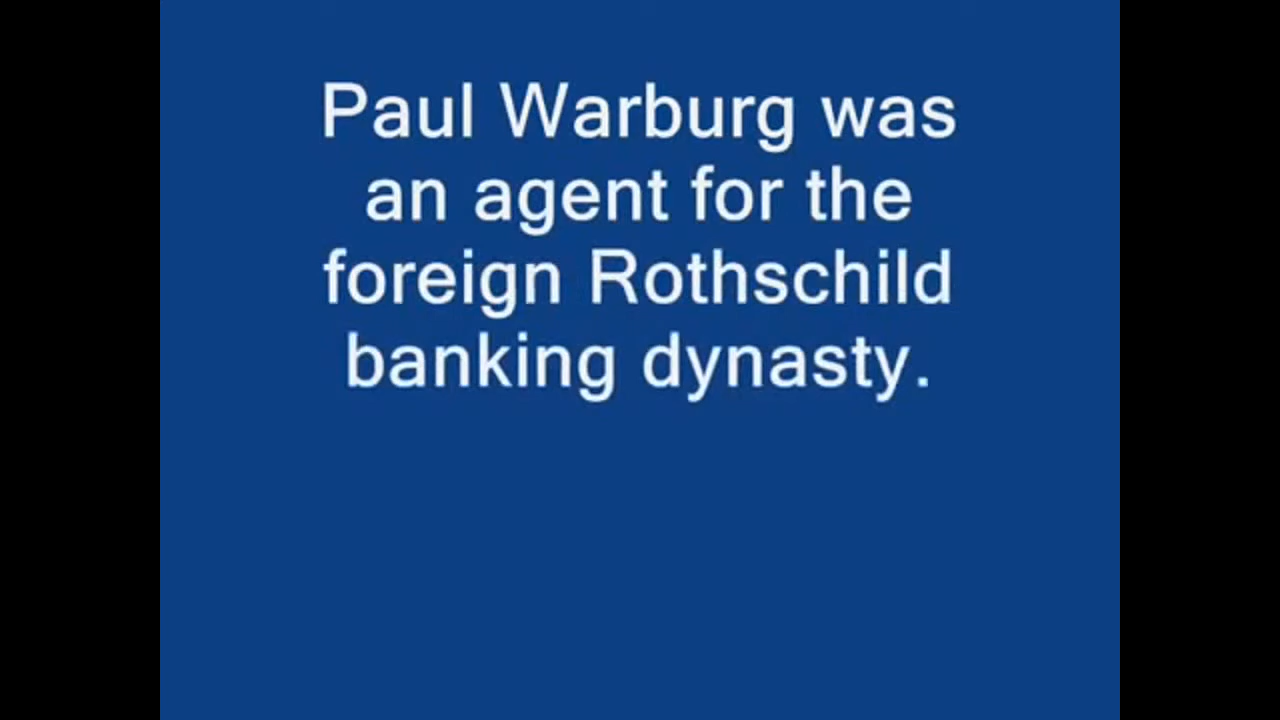 Paul Warburg was
an agent for the
foreign Rothschild
banking dynasty.